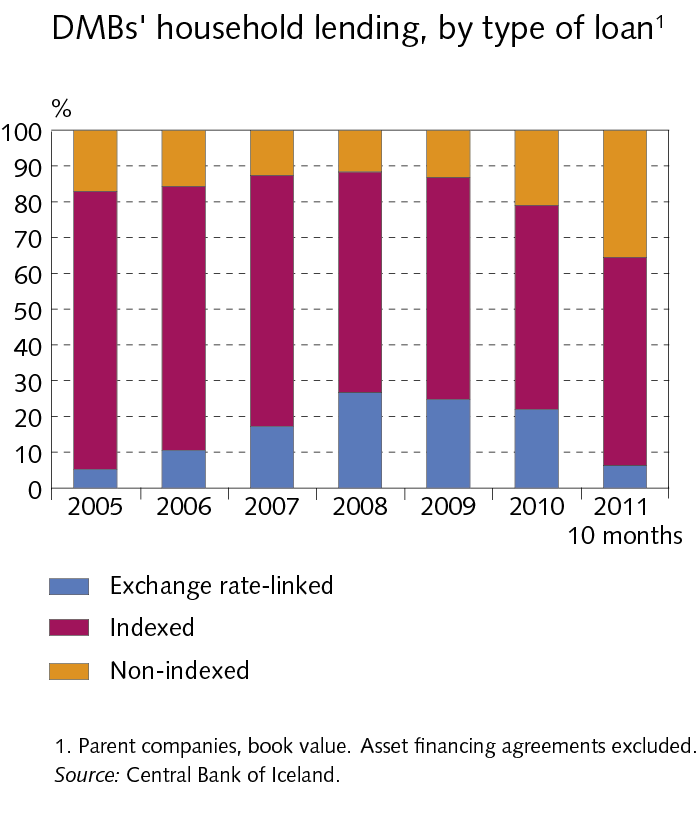 DMBs' household lending, by type of loan¹
%
100
90
80
70
60
50
40
30
20
10
0
2005 2006 2007 2008 2009 2010 2011
10 months
Exchange rate-linked
Indexed
Non-indexed
1. Parent companies, book value. Asset financing agreements excluded.
Source: Central Bank of Iceland.